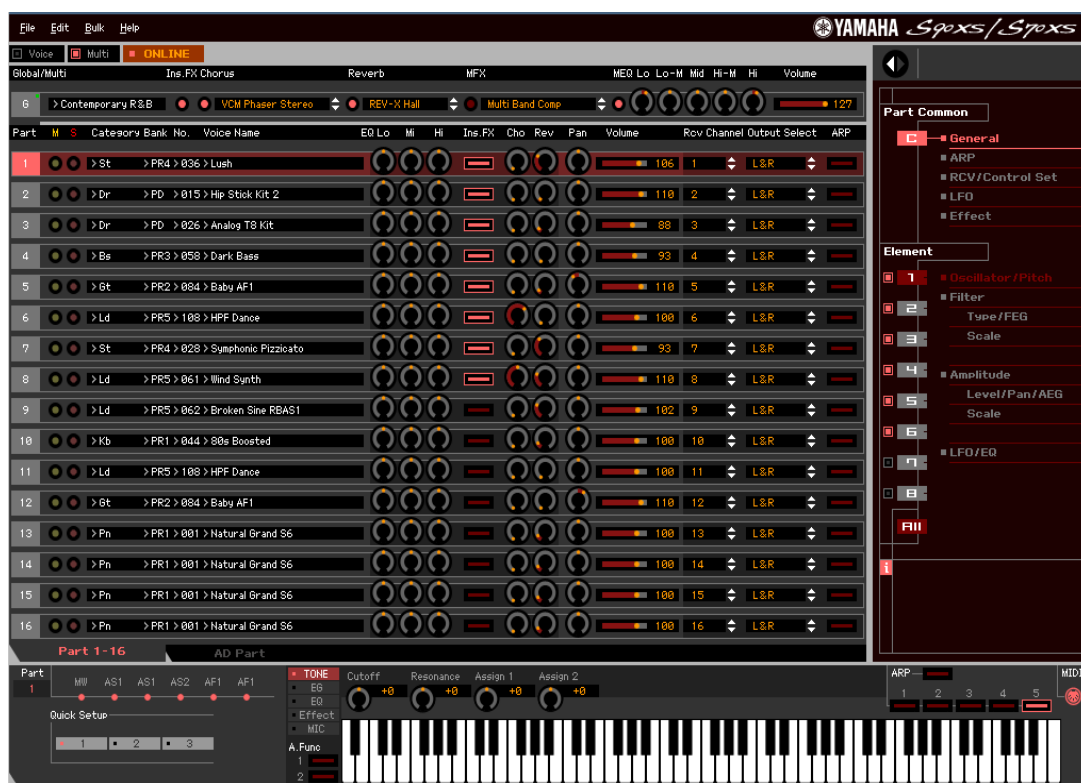 File Edit Bulk Help YAMAHA S90XS/S70XS
Voice Multi ONLINE
Global/Multi Ins.FX Chorus Reverb MFX MEQ Lo Lo-M Mid Hi-M Hi Volume
G > Contemporary R&B VCM Phaser Stereo REV-X Hall Multi Band Comp 127
Part M S Category Bank No. Voice Name EQ Lo Mi Hi Ins.FX Cho Rev Pan Volume Rcv Channel Output Select ARP
1 > St > PR4 > 036 > Lush 106 1 L&R
2 > Dr > PD > 015 > Hip Stick Kit 2 110 2 L&R
3 > Dr > PD > 026 > Analog T8 Kit 88 3 L&R
4 > Bs > PR3 > 058 > Dark Bass 93 4 L&R
5 > Gt > PR2 > 084 > Baby AF1 110 5 L&R
6 > Ld > PR5 > 108 > HPF Dance 100 6 L&R
7 > St > PR4 > 028 > Symphonic Pizzicato 93 7 L&R
8 > Ld > PR5 > 061 > Wind Synth 110 8 L&R
9 > Ld > PR5 > 062 > Broken Sine RBAS1 102 9 L&R
10 > Kb > PR1 > 044 > 80s Boosted 100 10 L&R
11 > Ld > PR5 > 108 > HPF Dance 100 11 L&R
12 > Gt > PR2 > 084 > Baby AF1 110 12 L&R
13 > Pn > PR1 > 001 > Natural Grand S6 100 13 L&R
14 > Pn > PR1 > 001 > Natural Grand S6 100 14 L&R
15 > Pn > PR1 > 001 > Natural Grand S6 100 15 L&R
16 > Pn > PR1 > 001 > Natural Grand S6 100 16 L&R
Part 1-16 AD Part
Part Common
C General
ARP
RCV/Control Set
LFO
Effect
Element
1 Oscillator/Pitch
Filter
2 Type/FEG
3 Scale
4 Amplitude
Level/Pan/AEG
5 Scale
6
LFO/EQ
7
8
All
i
Part MW AS1 AS1 AS2 AF1 AF1
1
Quick Setup
1 2 3
TONE
EG
EQ
Effect
MIC
A.Func
1
2
Cutoff Resonance Assign 1 Assign 2
+0 +0 +0 +0
ARP MIDI
1 2 3 4 5